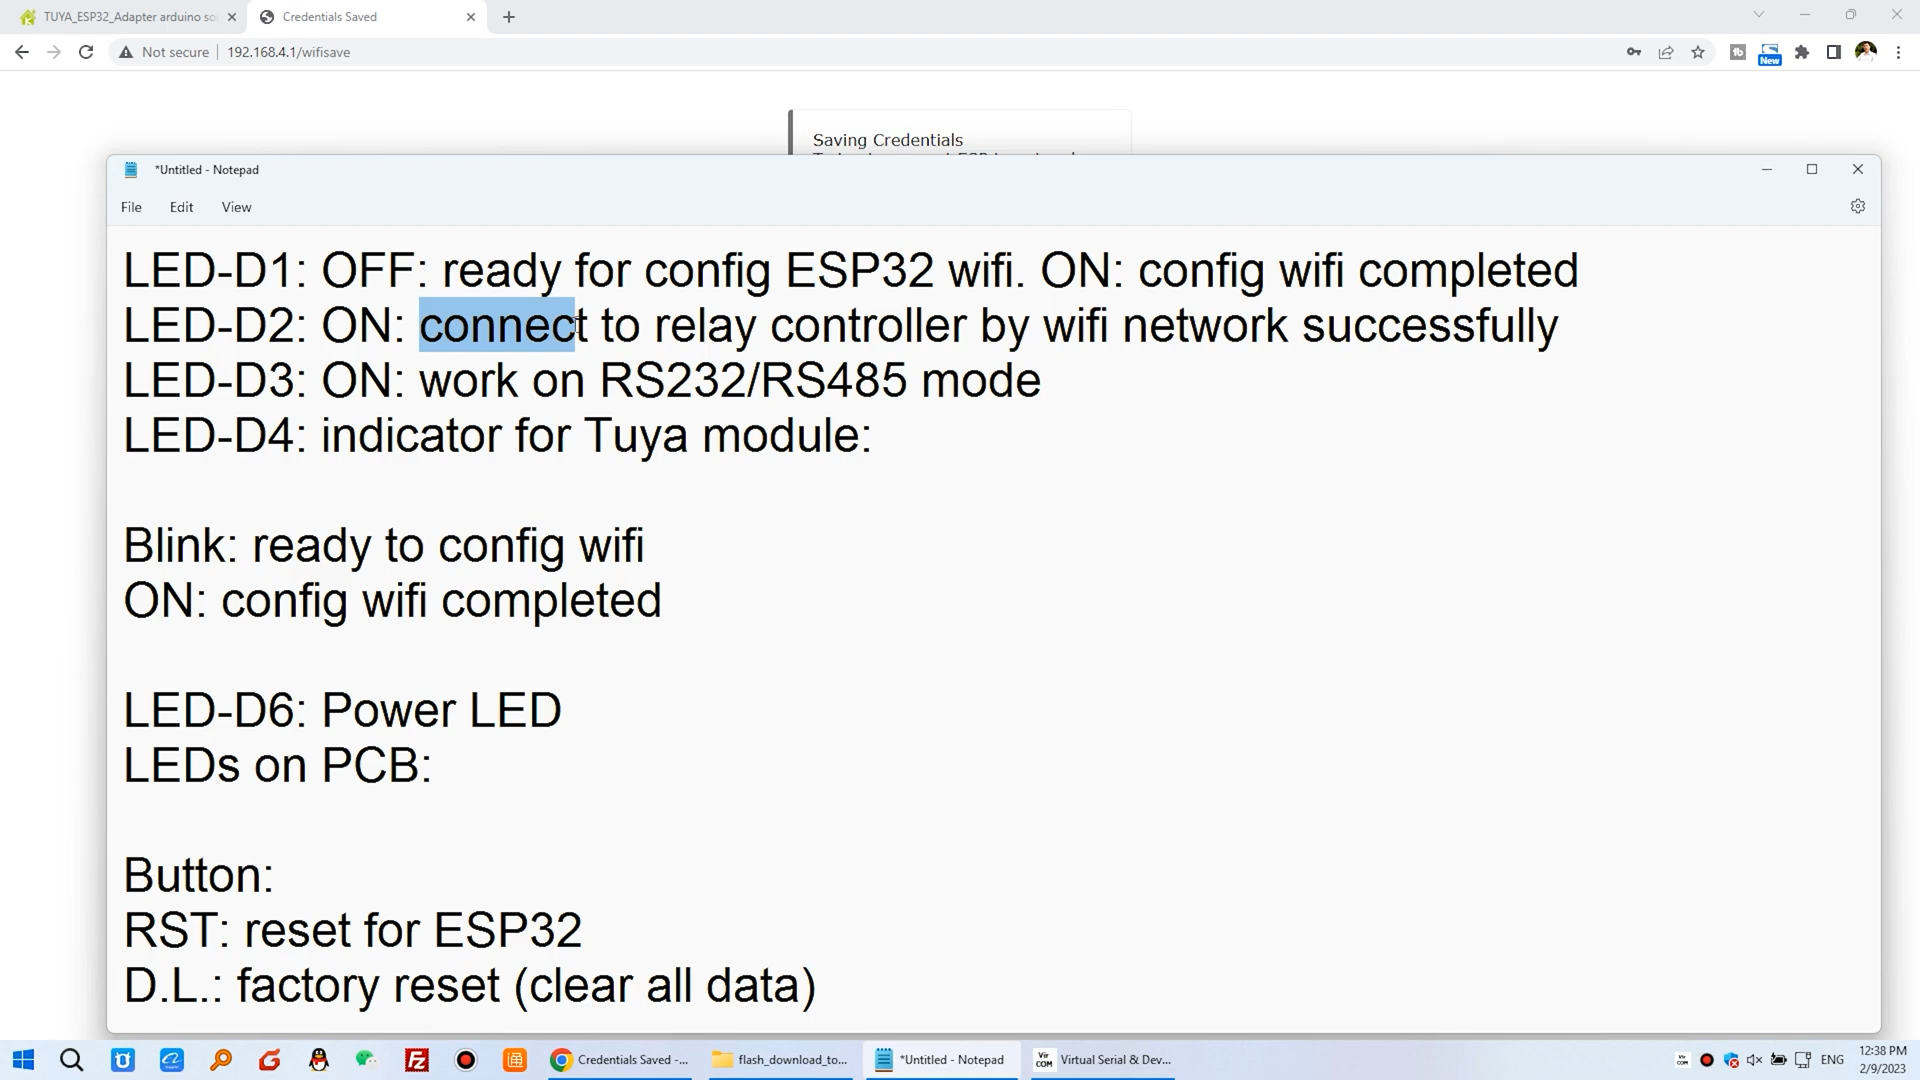 TUYA_ESP32_Adapter arduino so
Credentials Saved
Not secure
192.168.4.1/wifisave
New
Saving Credentials
*Untitled - Notepad
File Edit View
LED-D1: OFF: ready for config ESP32 wifi. ON: config wifi completed
LED-D2: ON: connect to relay controller by wifi network successfully
LED-D3: ON: work on RS232/RS485 mode
LED-D4: indicator for Tuya module:
Blink: ready to config wifi
ON: config wifi completed
LED-D6: Power LED
LEDs on PCB:
Button:
RST: reset for ESP32
D.L.: factory reset (clear all data)
Credentials Saved -...
flash_download_to...
*Untitled - Notepad
Vir COM
Virtual Serial & Dev...
ENG
12:38 PM
2/9/2023